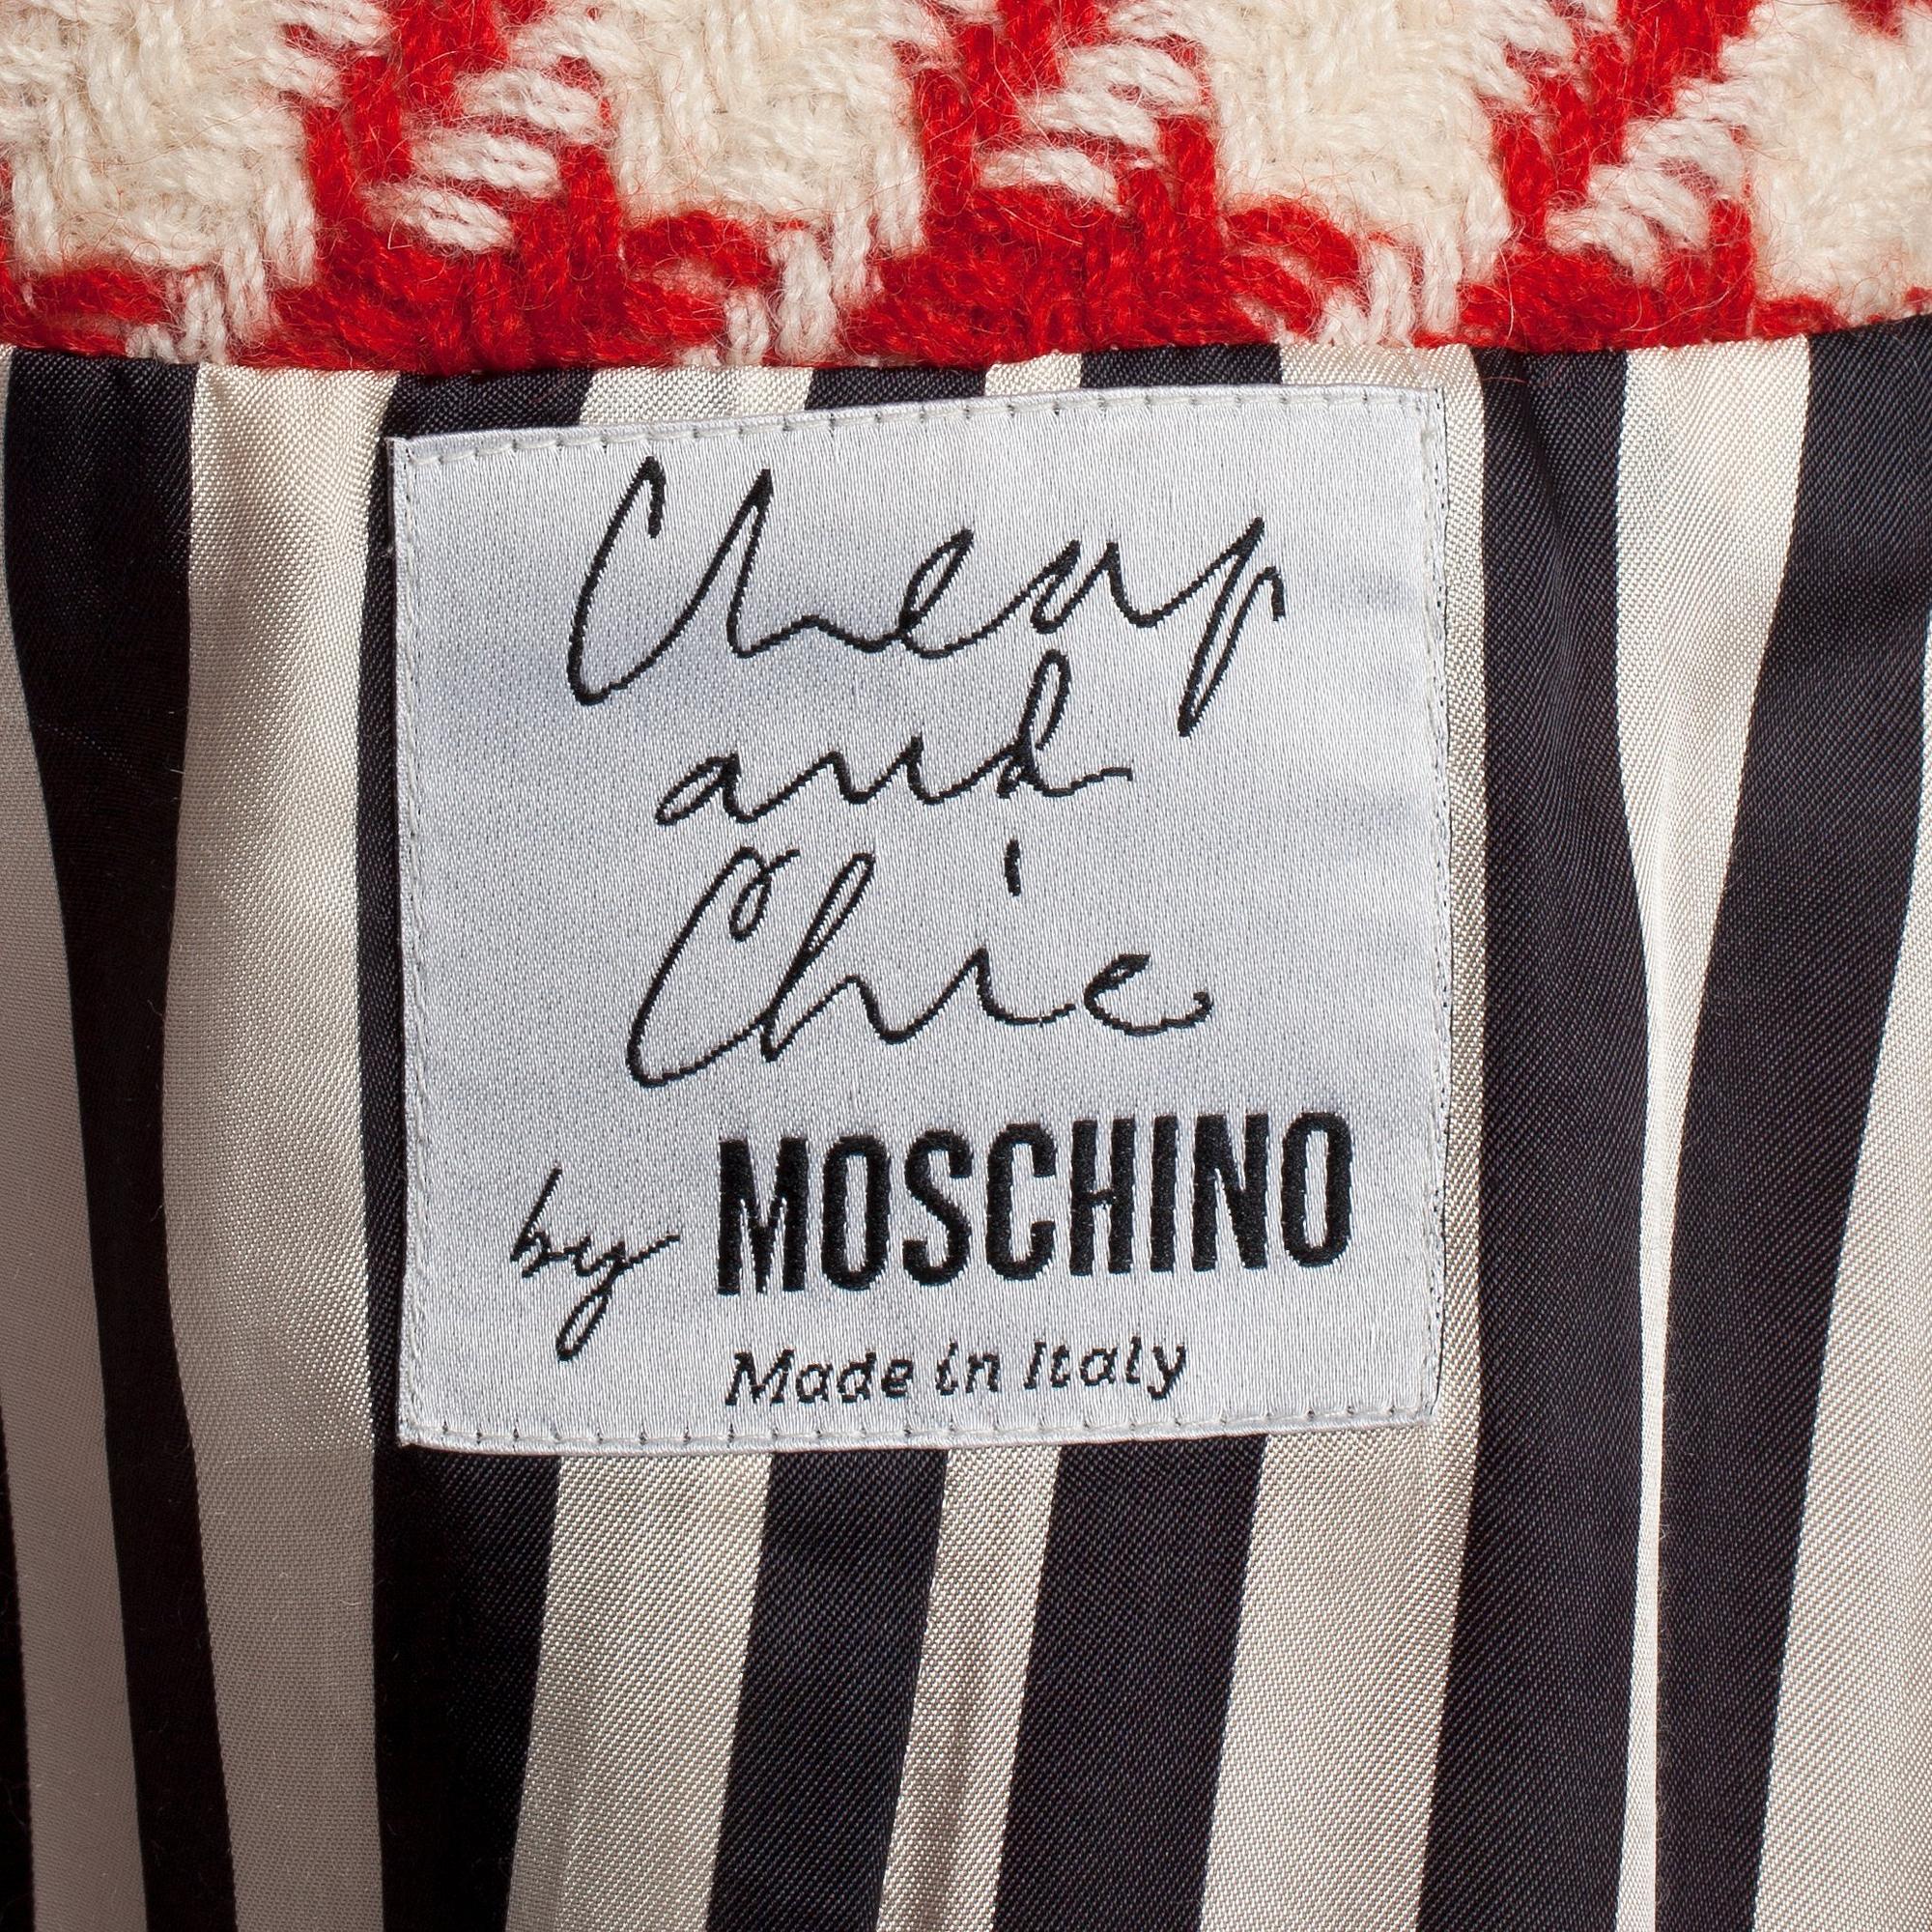 Cheap
and
Chic
by MOSCHINO
Made in Italy